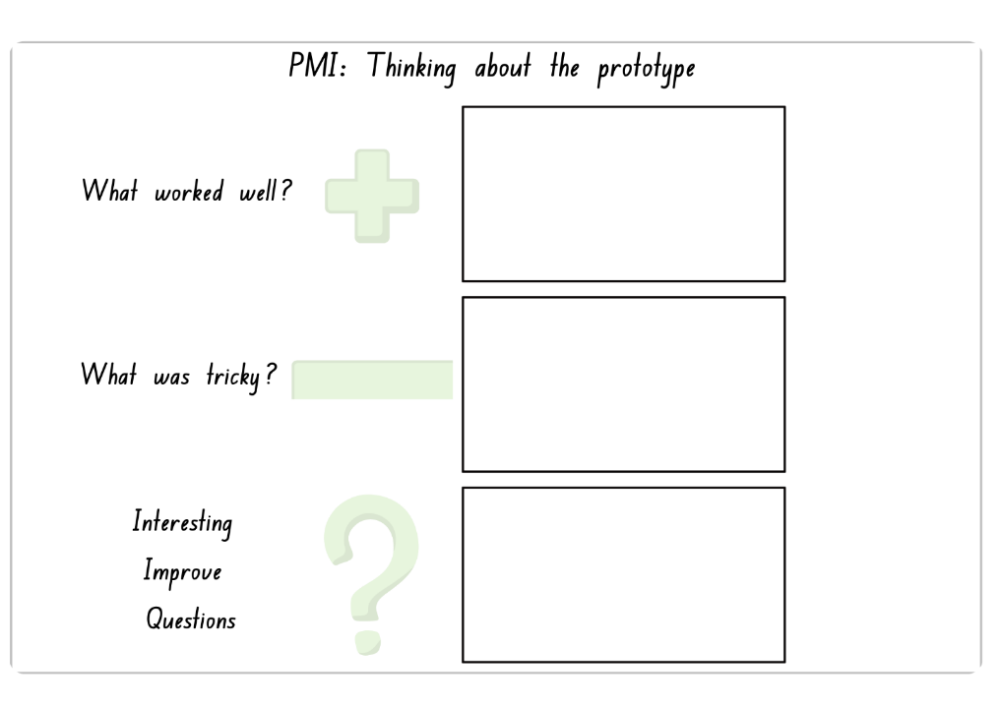 PMI: Thinking about the prototype
What worked well?
What was tricky?
Interesting
Improve
Questions